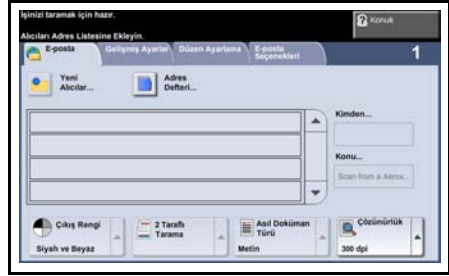 İşinizi taramak için hazır.
Konuk
Alıcıları Adres Listesine Ekleyin.
E-posta
Gelişmiş Ayarlar
Düzen Ayarlama
E-posta
Seçenekleri
1
Yeni
Alıcılar...
Adres
Defteri...
Kimden...
Konu...
Scan from a Xerox...
Çıkış Rengi
Siyah ve Beyaz
2 Taraflı
Tarama
Asıl Doküman
Türü
Metin
Çözünürlük
300 dpi